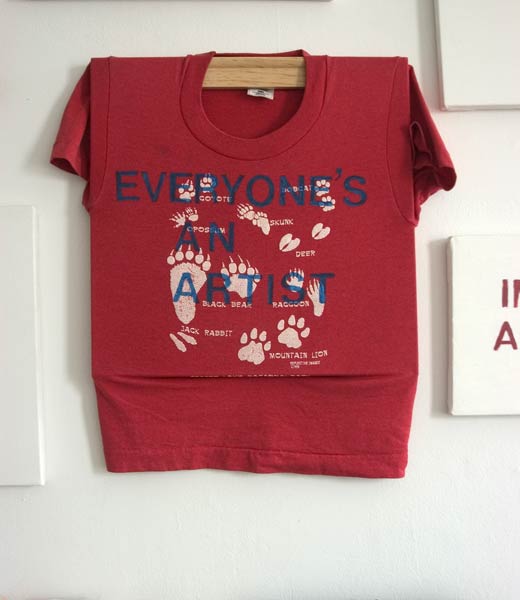 EVERYONE'S
COYOTE
BOBCAT
OPOSSUM
SKUNK
AN
DEER
ARTIST
BLACK BEAR
RACCOON
JACK RABBIT
MOUNTAIN LION